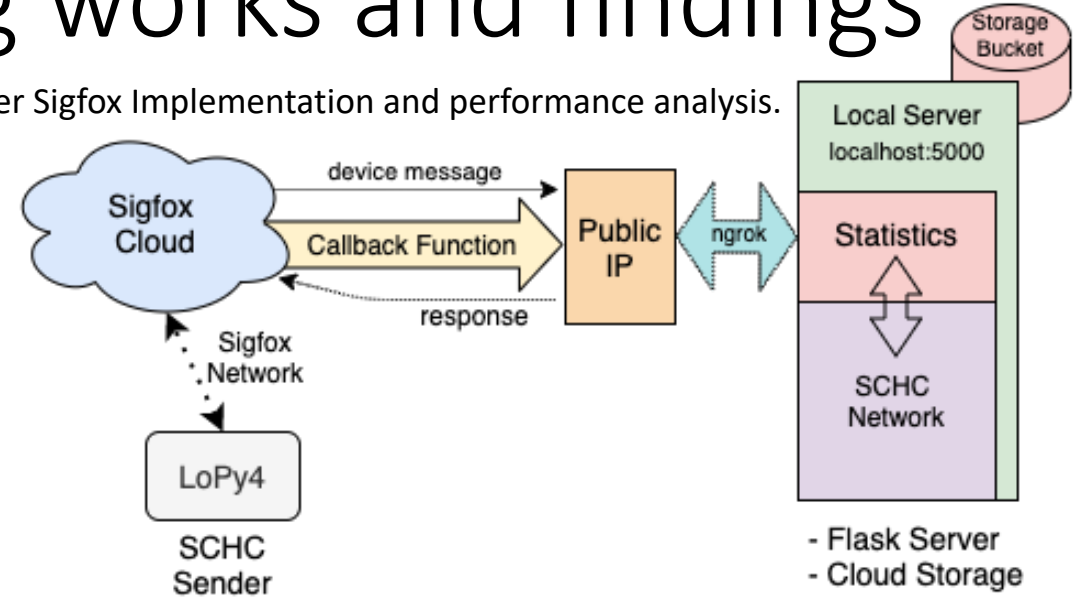 g works and findings
er Sigfox Implementation and performance analysis.
Storage
Bucket
Local Server
localhost:5000
Sigfox
Cloud
device message
Callback Function
response
Public
IP
ngrok
Statistics
SCHC
Network
Sigfox
Network
LoPy4
SCHC
Sender
- Flask Server
- Cloud Storage